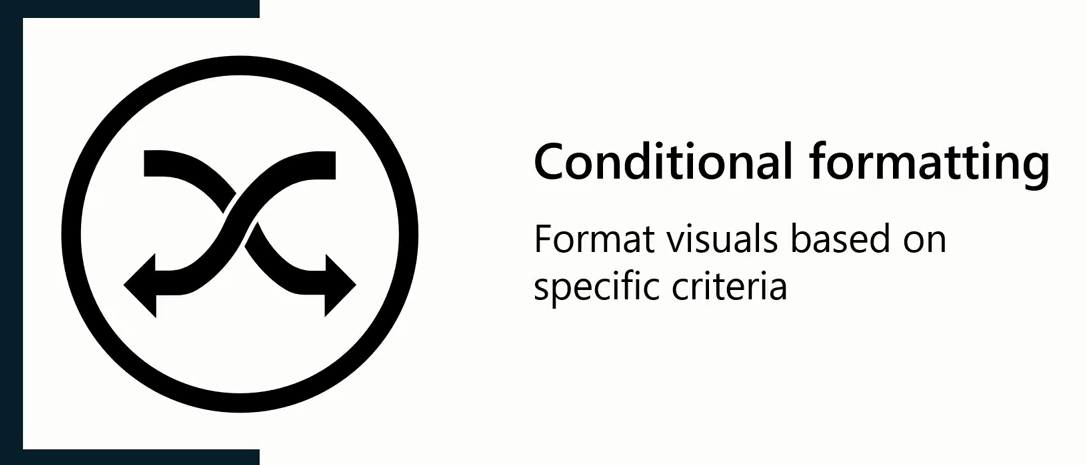 Conditional formatting
Format visuals based on
specific criteria